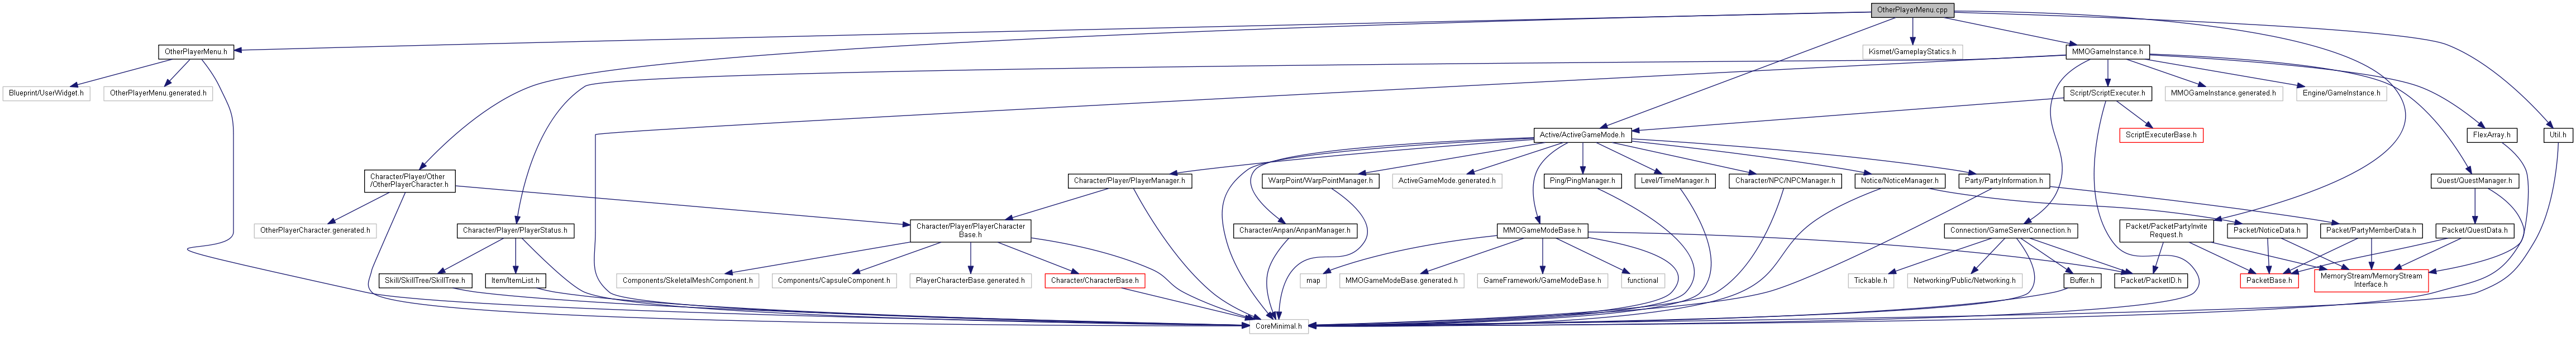 OtherPlayerMenu.cpp
OtherPlayerMenu.h
Kismet/GameplayStatics.h
MMOGameInstance.h
Blueprint/UserWidget.h
OtherPlayerMenu.generated.h
Script/ScriptExecuter.h
MMOGameInstance.generated.h
Engine/GameInstance.h
Active/ActiveGameMode.h
ScriptExecuterBase.h
FlexArray.h
Util.h
Character/Player/Other
/OtherPlayerCharacter.h
Character/Player/PlayerManager.h
WarpPoint/WarpPointManager.h
ActiveGameMode.generated.h
Ping/PingManager.h
Level/TimeManager.h
Character/NPC/NPCManager.h
Notice/NoticeManager.h
Party/PartyInformation.h
Quest/QuestManager.h
OtherPlayerCharacter.generated.h
Character/Player/PlayerStatus.h
Character/Player/PlayerCharacter
Base.h
Character/Anpan/AnpanManager.h
MMOGameModeBase.h
Connection/GameServerConnection.h
Packet/PacketPartyInvite
Request.h
Packet/NoticeData.h
Packet/PartyMemberData.h
Packet/QuestData.h
Skill/SkillTree/SkillTree.h
Item/ItemList.h
Components/SkeletalMeshComponent.h
Components/CapsuleComponent.h
PlayerCharacterBase.generated.h
Character/CharacterBase.h
map
MMOGameModeBase.generated.h
GameFramework/GameModeBase.h
functional
Tickable.h
Networking/Public/Networking.h
Buffer.h
Packet/PacketID.h
PacketBase.h
MemoryStream/MemoryStream
Interface.h
CoreMinimal.h